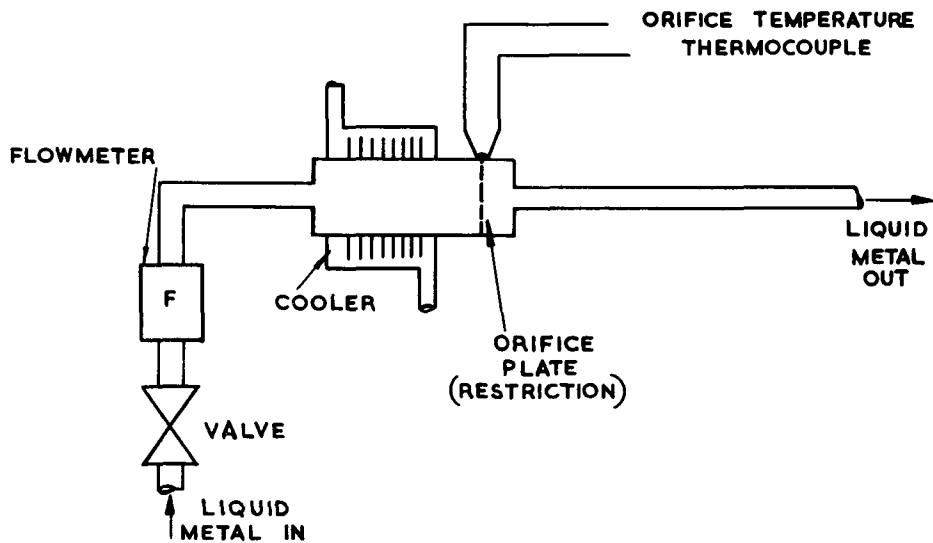 ORIFICE TEMPERATURE
THERMOCOUPLE
FLOWMETER
LIQUID
METAL
OUT
COOLER
F
ORIFICE
PLATE
(RESTRICTION)
VALVE
LIQUID
METAL IN